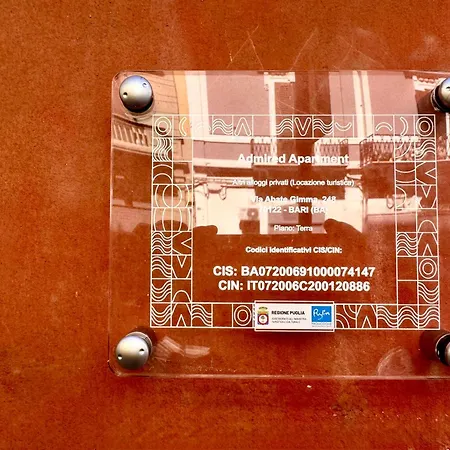 Admired Apartment
Altri alloggi privati (Locazione turistica)
Via Abate Gimma, 248
70122 - BARI (BA)
Piano: Terra
Codici identificativi CIS/CIN:
CIS: BA07200691000074147
CIN: IT072006C200120886
REGIONE PUGLIA